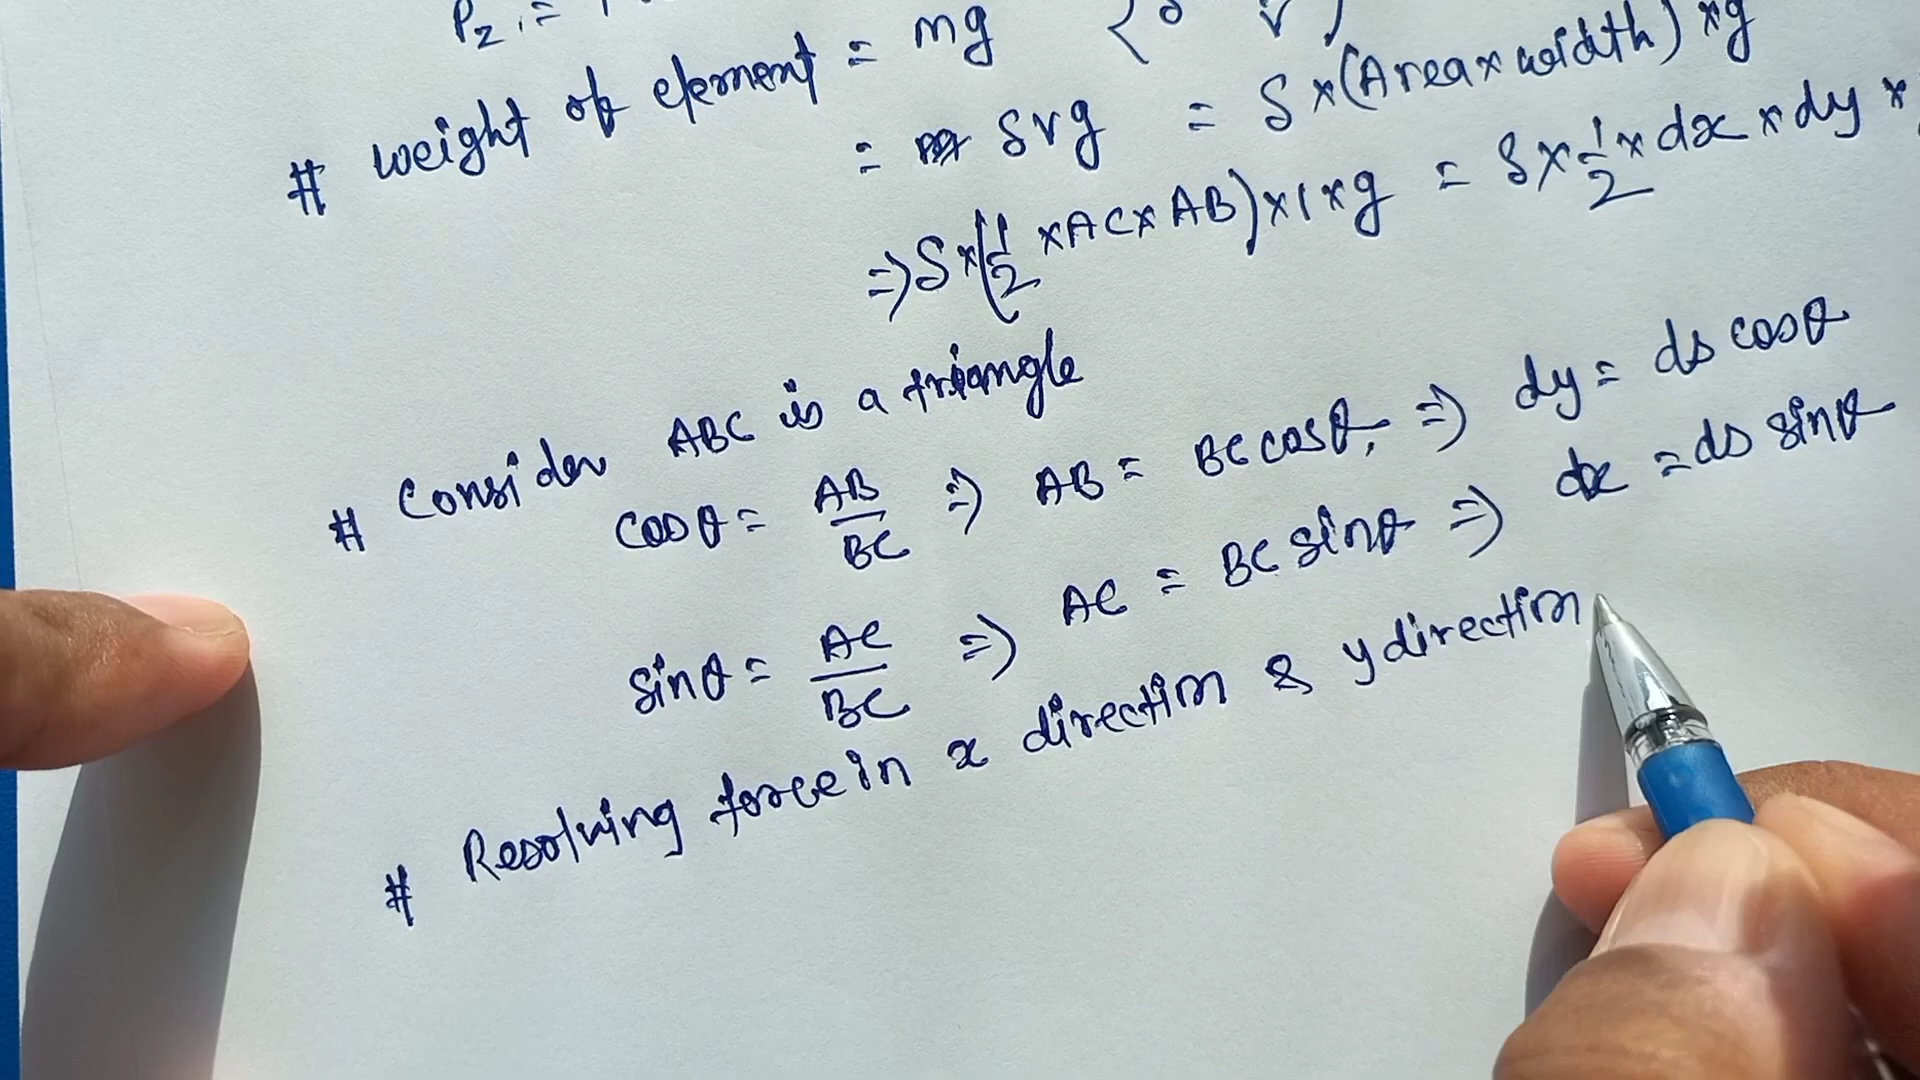 P₂ =
# weight of element = mg
= δvg = δ×(Area×width)×g
⇒ δ×(1/2 ×AC×AB)×1×g = δ×1/2×dx×dy×
# Consider ABC is a triangle
cosθ = AB/BC ⇒ AB = BC cosθ, ⇒ dy = ds cosθ
sinθ = AC/BC ⇒ AC = BC sinθ ⇒ dx = ds sinθ
# Resolving force in x direction & y direction